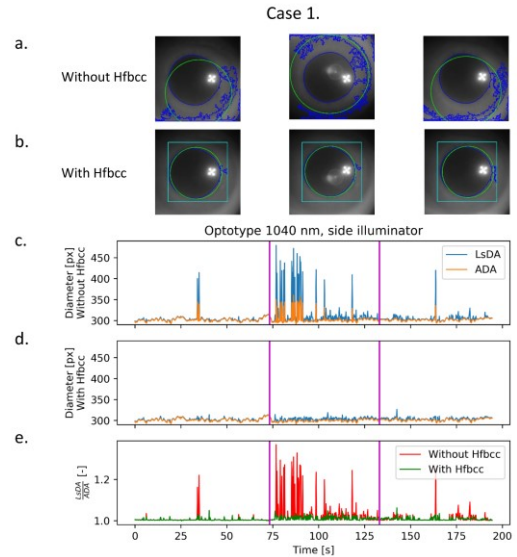 Case 1.
a.
Without Hfbcc
b.
With Hfbcc
Optotype 1040 nm, side illuminator
c.
Diameter [px]
Without Hfbcc
450
400
350
300
LsDA
ADA
d.
Diameter [px]
With Hfbcc
450
400
350
300
e.
LsDA
ADA
[-]
1.2
1.0
Without Hfbcc
With Hfbcc
0 25 50 75 100 125 150 175 200
Time [s]